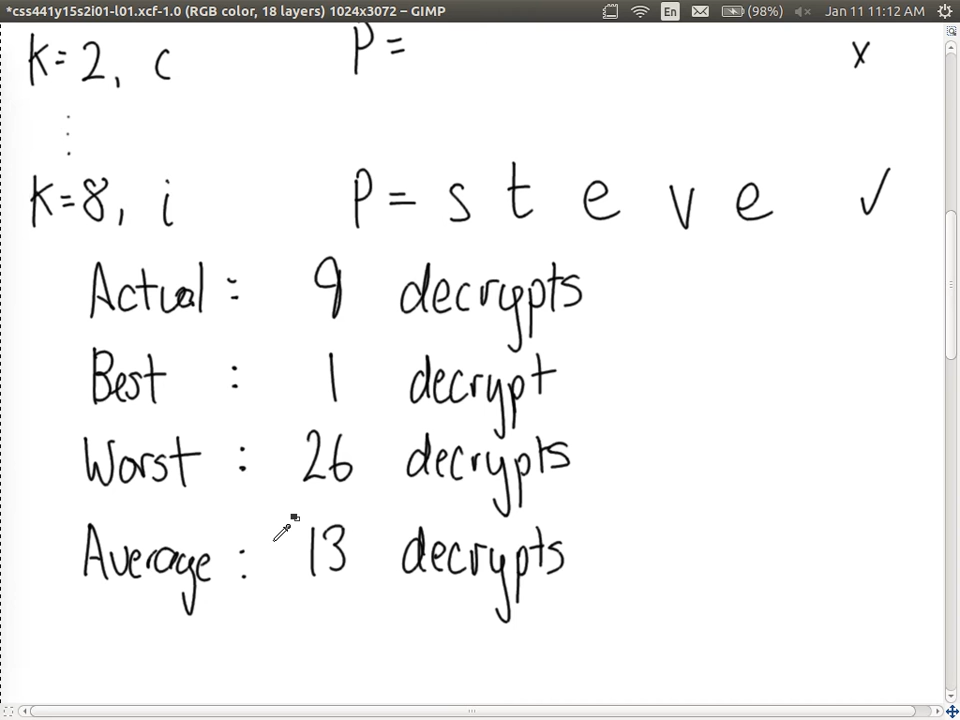 *css441y15s2i01-l01.xcf-1.0 (RGB color, 18 layers) 1024x3072 – GIMP En (98%) Jan 11 11:12 AM
K=2, c P= x
K=8, i P= s t e v e ✓
Actual: 9 decrypts
Best : 1 decrypt
Worst : 26 decrypts
Average : 13 decrypts